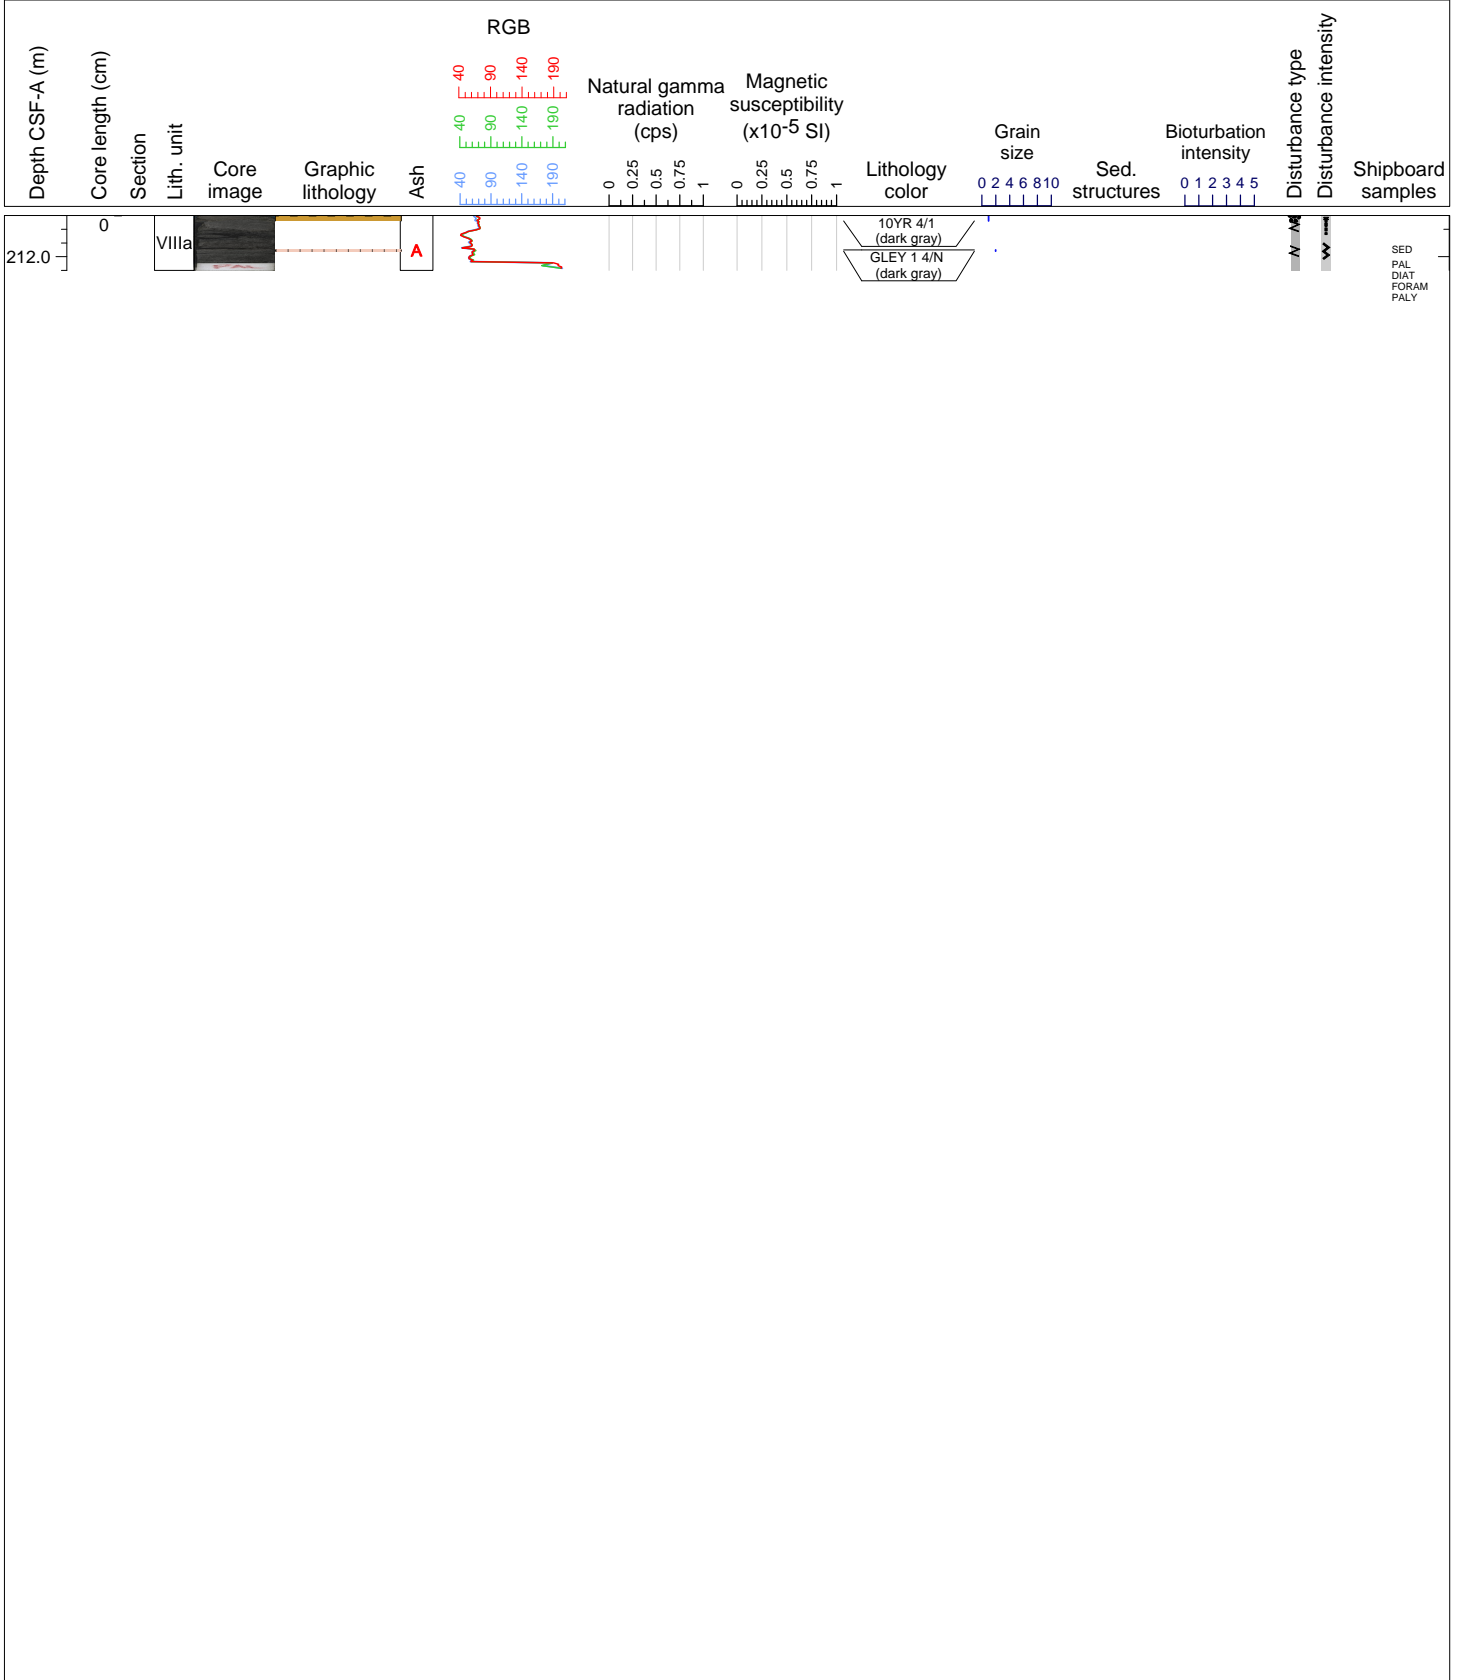 Depth CSF-A (m)
Core length (cm)
Section
Lith. unit
Core
image
Graphic
lithology
Ash
RGB
40 90 140 190
40 90 140 190
40 90 140 190
Natural gamma
radiation
(cps)
0 0.25 0.5 0.75 1
Magnetic
susceptibility
(x10-5 SI)
0 0.25 0.5 0.75 1
Lithology
color
Grain
size
0 2 4 6 8 10
Sed.
structures
Bioturbation
intensity
0 1 2 3 4 5
Disturbance type
Disturbance intensity
Shipboard
samples
212.0
0
VIIIa
A
10YR 4/1
(dark gray)
GLEY 1 4/N
(dark gray)
SED
PAL
DIAT
FORAM
PALY